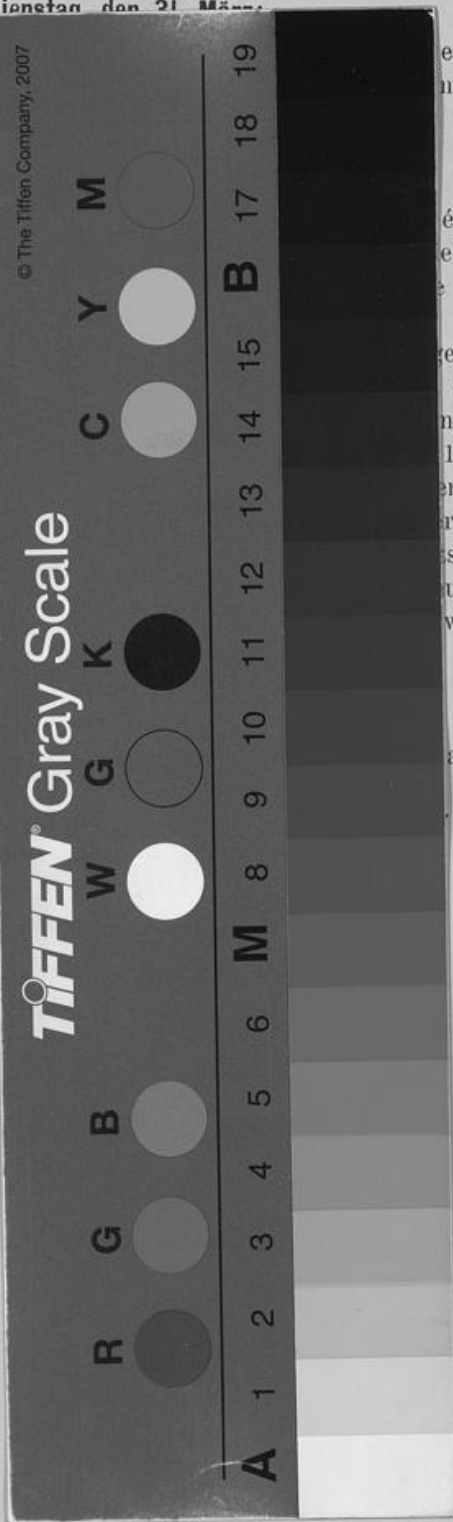 Dienstag, den 31. März:
© The Tiffen Company, 2007
TIFFEN® Gray Scale
R G B W G K C Y M
A 1 2 3 4 5 6 M 8 9 10 11 12 13 14 15 B 17 18 19